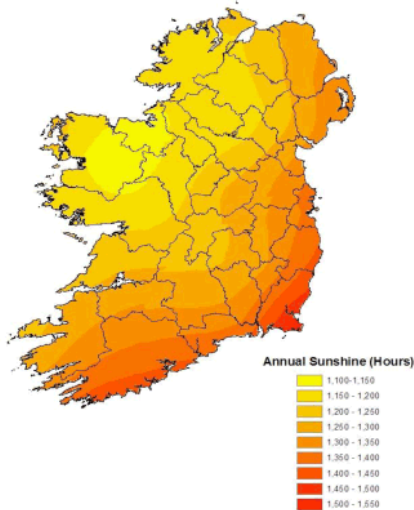 Annual Sunshine (Hours)
1,100-1,150
1,150 - 1,200
1,200 - 1,250
1,250 - 1,300
1,300 - 1,350
1,350 - 1,400
1,400 - 1,450
1,450 - 1,500
1,500 - 1,550